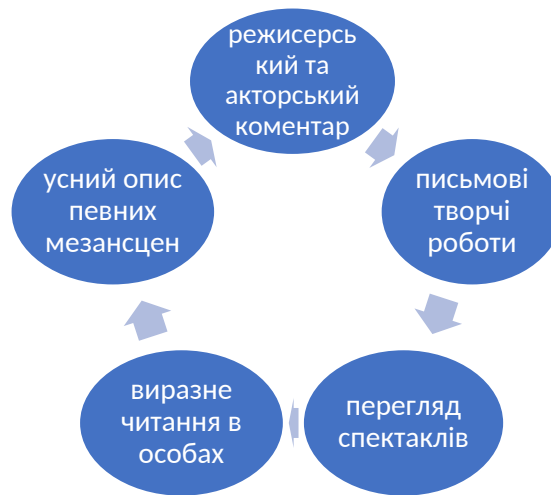 режисерсь
кий та
акторський
коментар
письмові
творчі
роботи
перегляд
спектаклів
виразне
читання в
особах
усний опис
певних
мезансцен